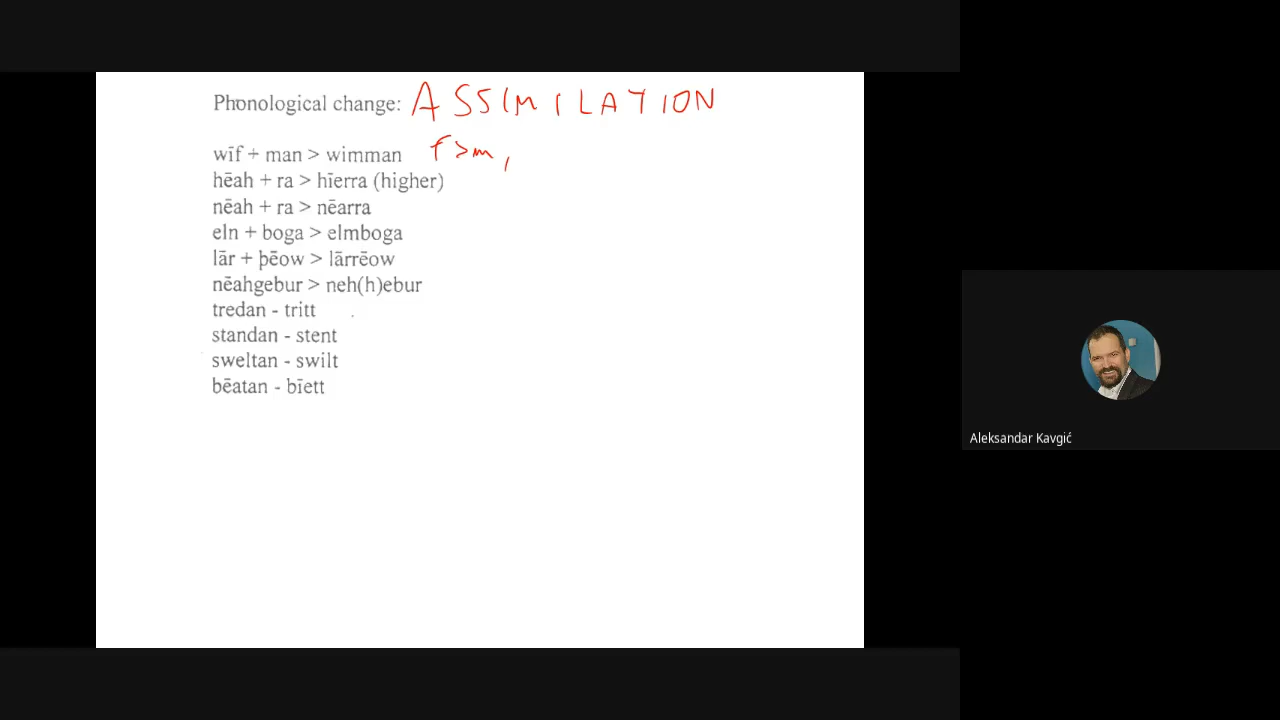 Phonological change: ASSIMILATION
wīf + man > wimman f > m,
hēah + ra > hīerra (higher)
nēah + ra > nēarra
eln + boga > elmboga
lār + þēow > lārrēow
nēahgebur > neh(h)ebur
tredan - tritt
standan - stent
sweltan - swilt
bēatan - bīett
Aleksandar Kavgić